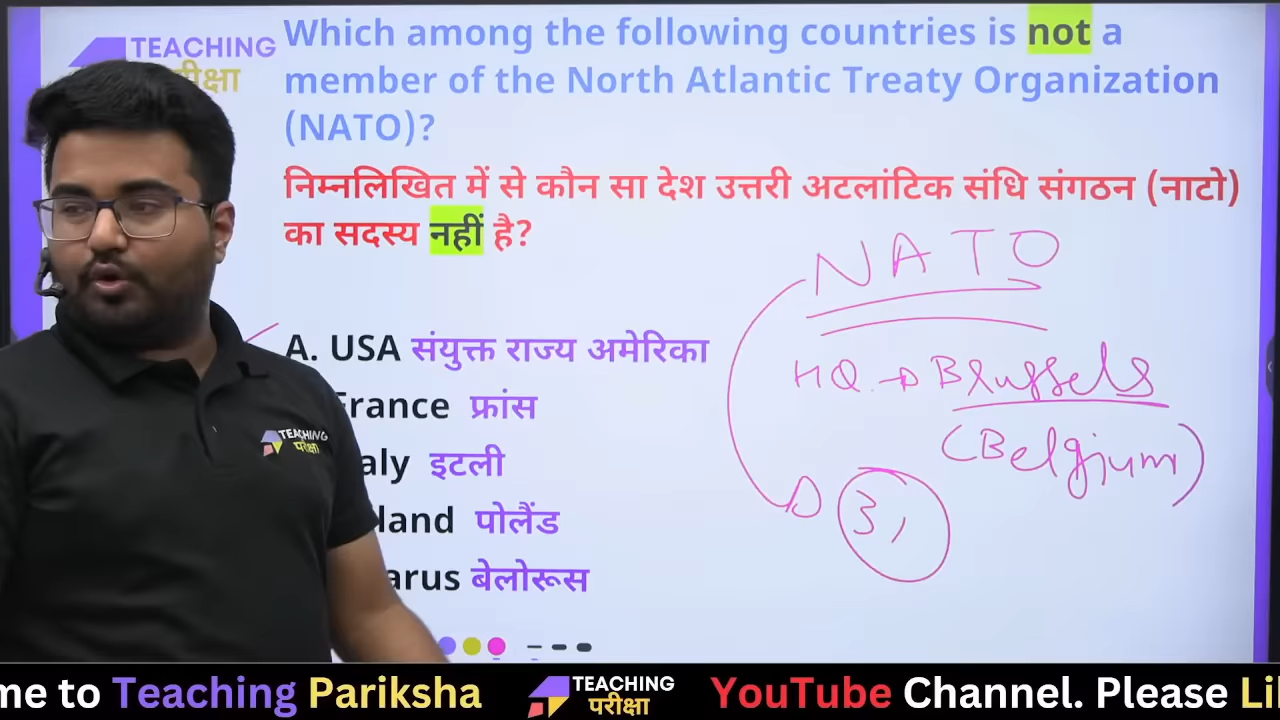 TEACHING
परीक्षा
Which among the following countries is not a
member of the North Atlantic Treaty Organization
(NATO)?
निम्नलिखित में से कौन सा देश उत्तरी अटलांटिक संधि संगठन (नाटो)
का सदस्य नहीं है?
NATO
A. USA संयुक्त राज्य अमेरिका
HQ → Brussels
France फ्रांस
(Belgium)
aly इटली
land पोलैंड
3,
arus बेलोरूस
TEACHING
परीक्षा
me to Teaching Pariksha
TEACHING
परीक्षा
YouTube Channel. Please Li